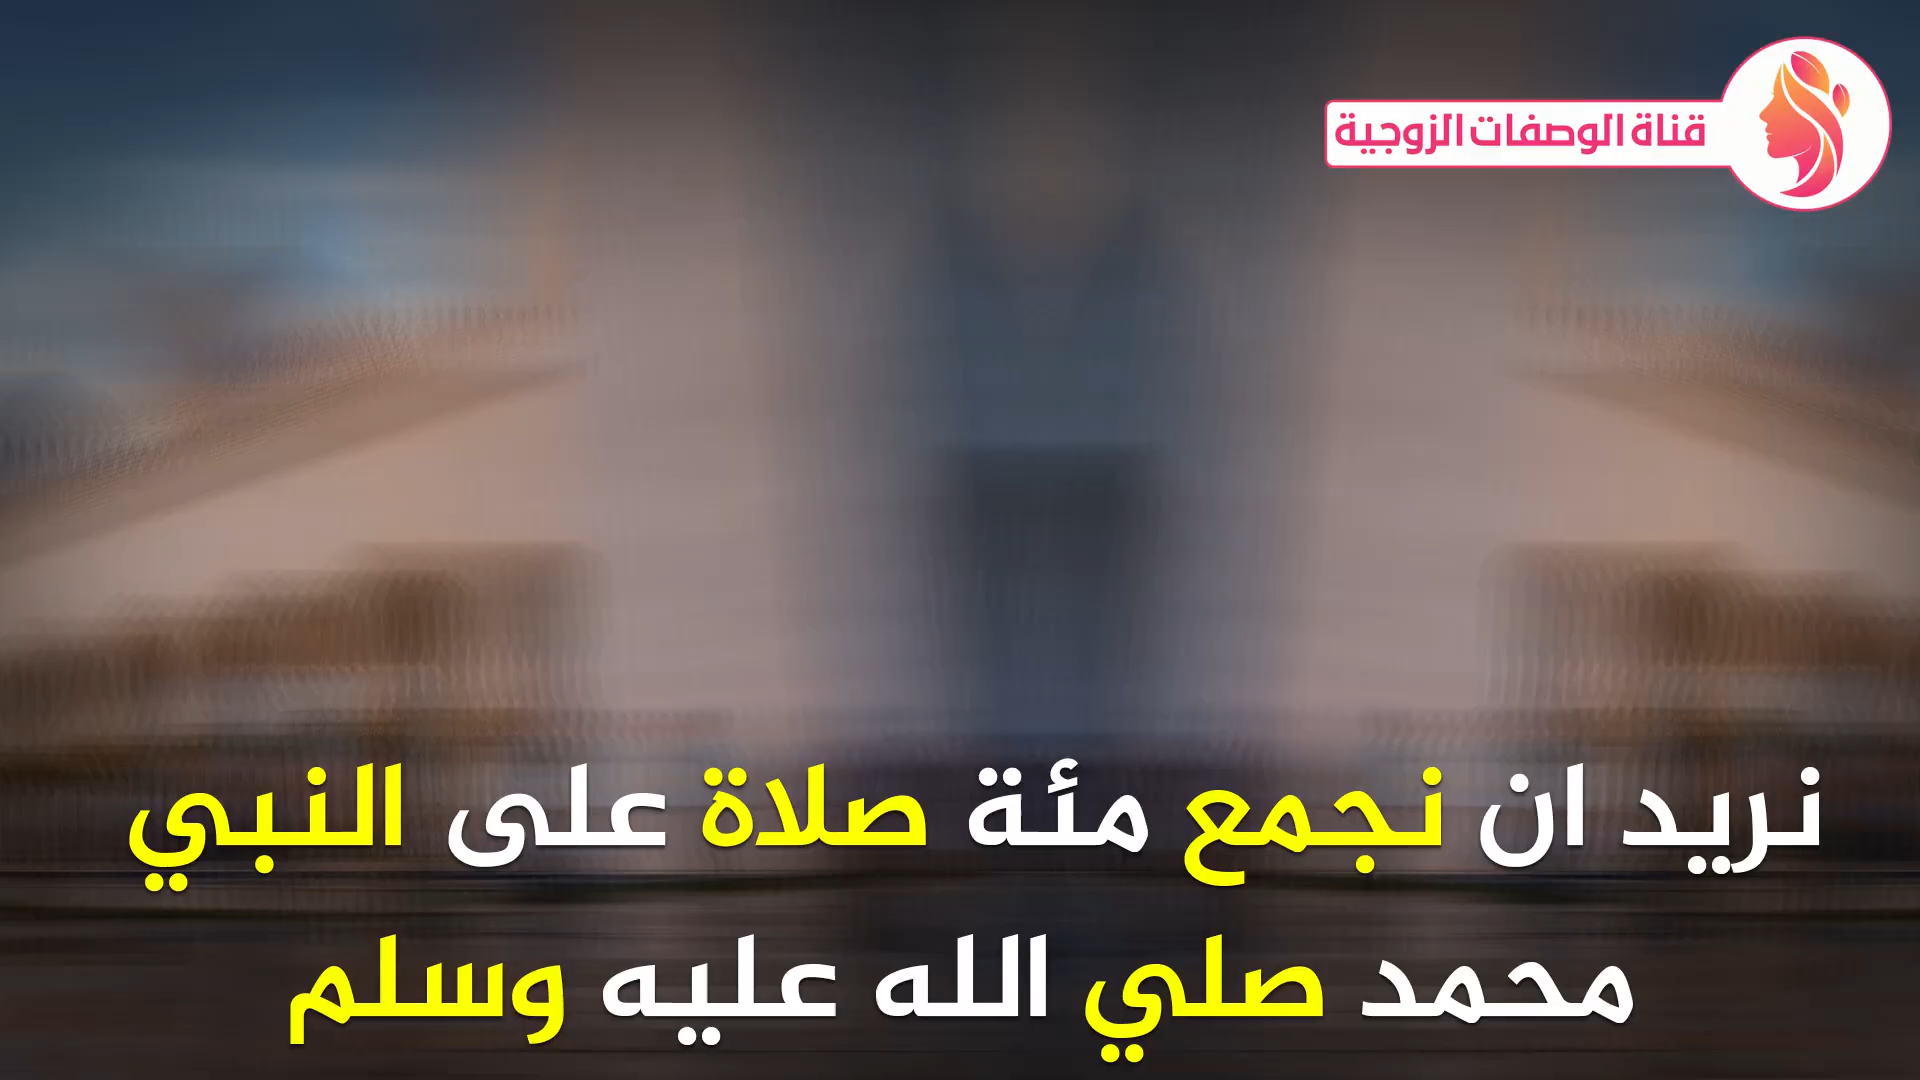 قناة الوصفات الزوجية
نريد ان نجمع مئة صلاة على النبي
محمد صلي الله عليه وسلم